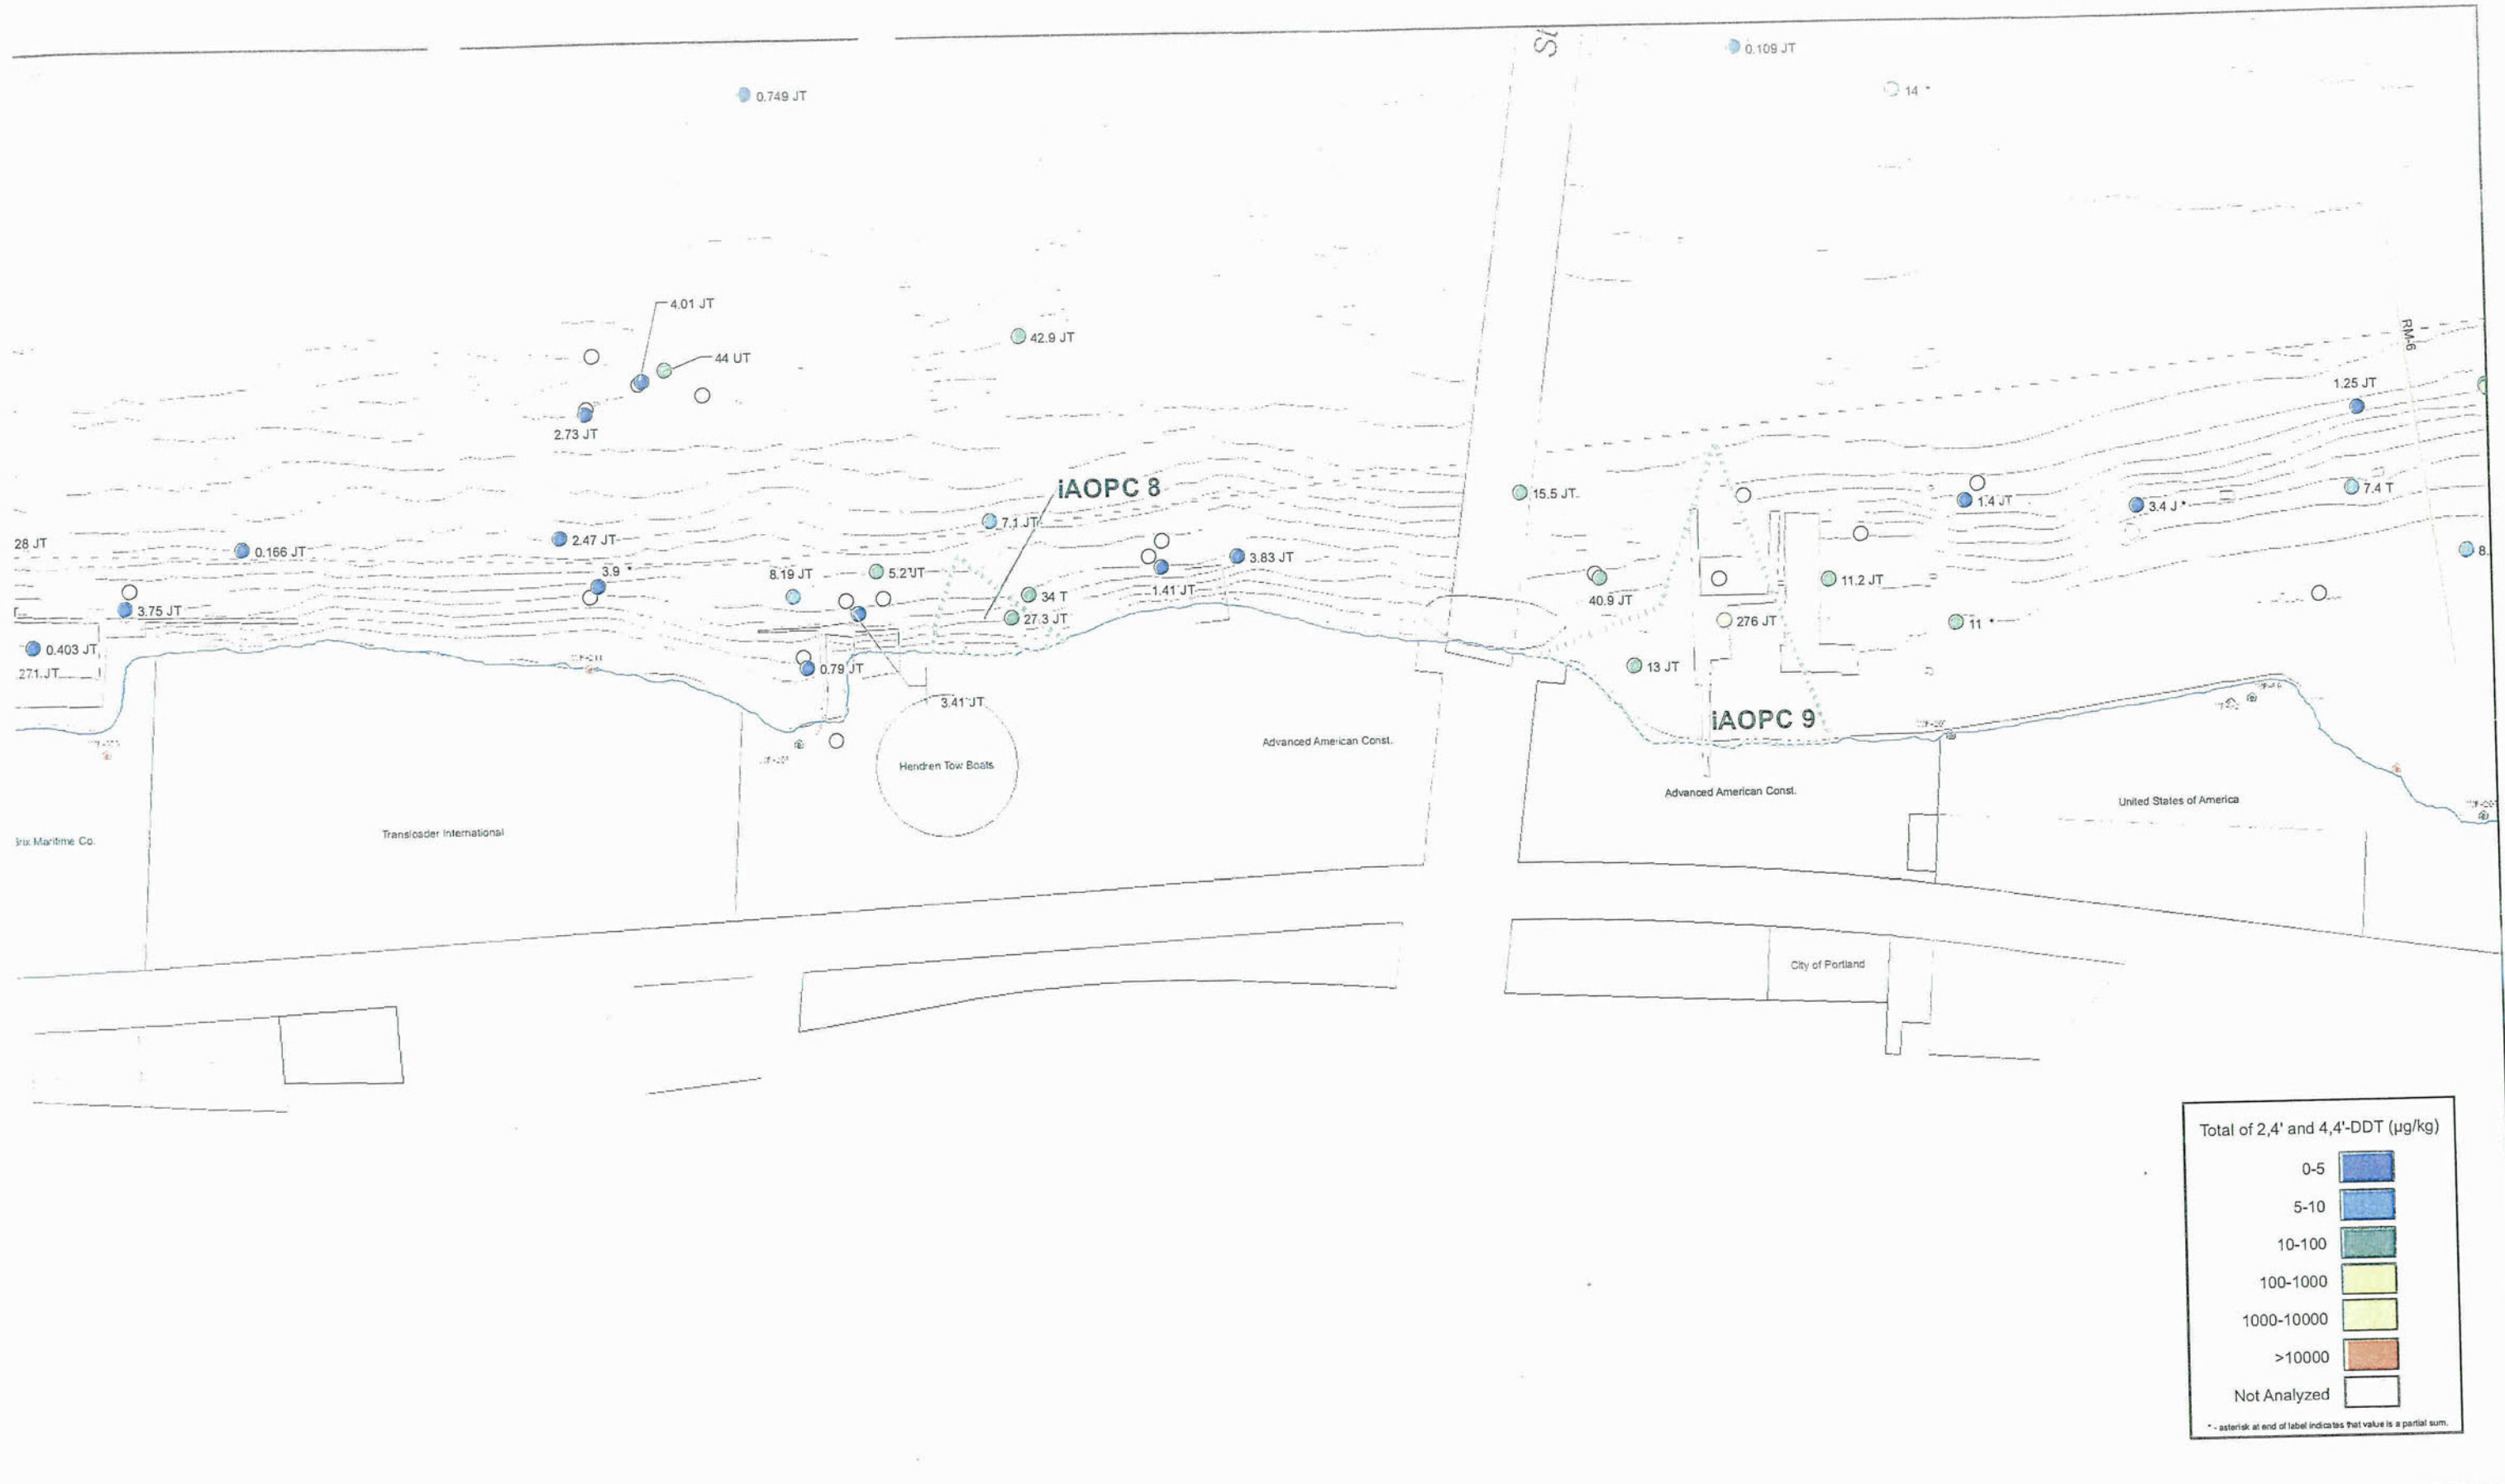 St
0.109 JT
14 *
0.749 JT
4.01 JT
44 UT
42.9 JT
2.73 JT
RM-6
1.25 JT
iAOPC 8
15.5 JT
1.4 JT
3.4 J *
7.4 T
7.1 JT
28 JT
0.166 JT
2.47 JT
3.9 *
8.19 JT
5.2 JT
3.83 JT
8.
1.41 JT
34 T
40.9 JT
11.2 JT
3.75 JT
27.3 JT
276 JT
11 *
0.403 JT
271 JT
0.79 JT
13 JT
3.41 JT
iAOPC 9
Advanced American Const.
Hendren Tow Boats
Advanced American Const.
United States of America
Transloader International
Brix Maritime Co.
City of Portland
Total of 2,4' and 4,4'-DDT (µg/kg)
0-5
5-10
10-100
100-1000
1000-10000
>10000
Not Analyzed
* - asterisk at end of label indicates that value is a partial sum.